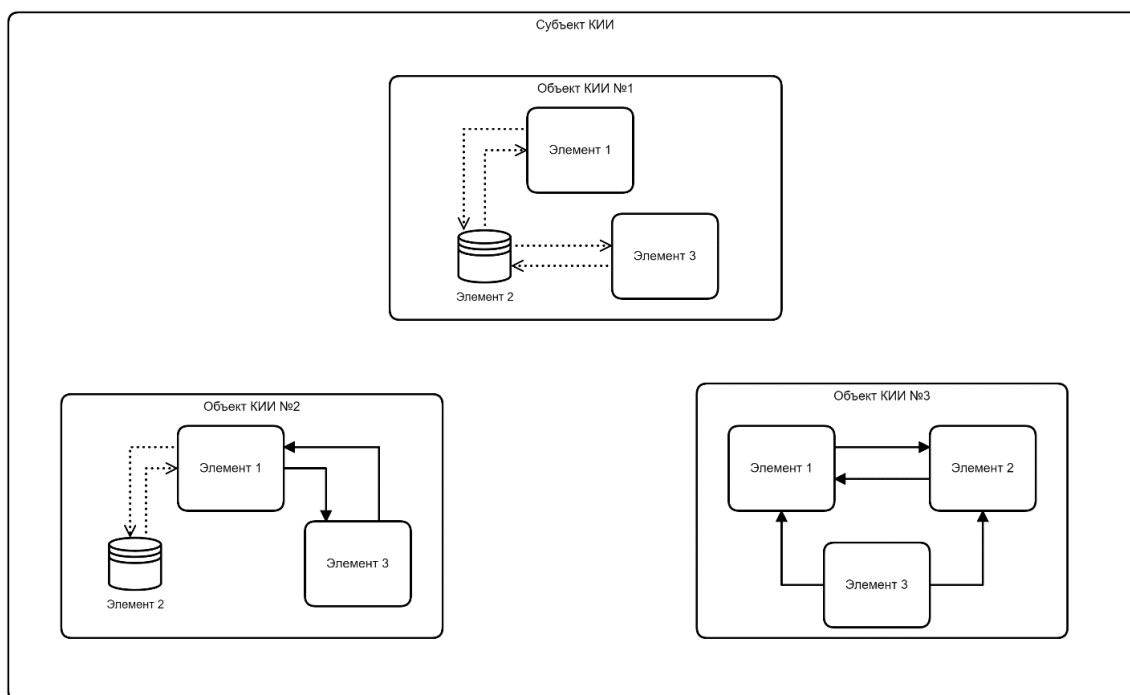 Субъект КИИ
Объект КИИ №1
Элемент 1
Элемент 3
Элемент 2
Объект КИИ №2
Элемент 1
Элемент 3
Элемент 2
Объект КИИ №3
Элемент 1
Элемент 2
Элемент 3